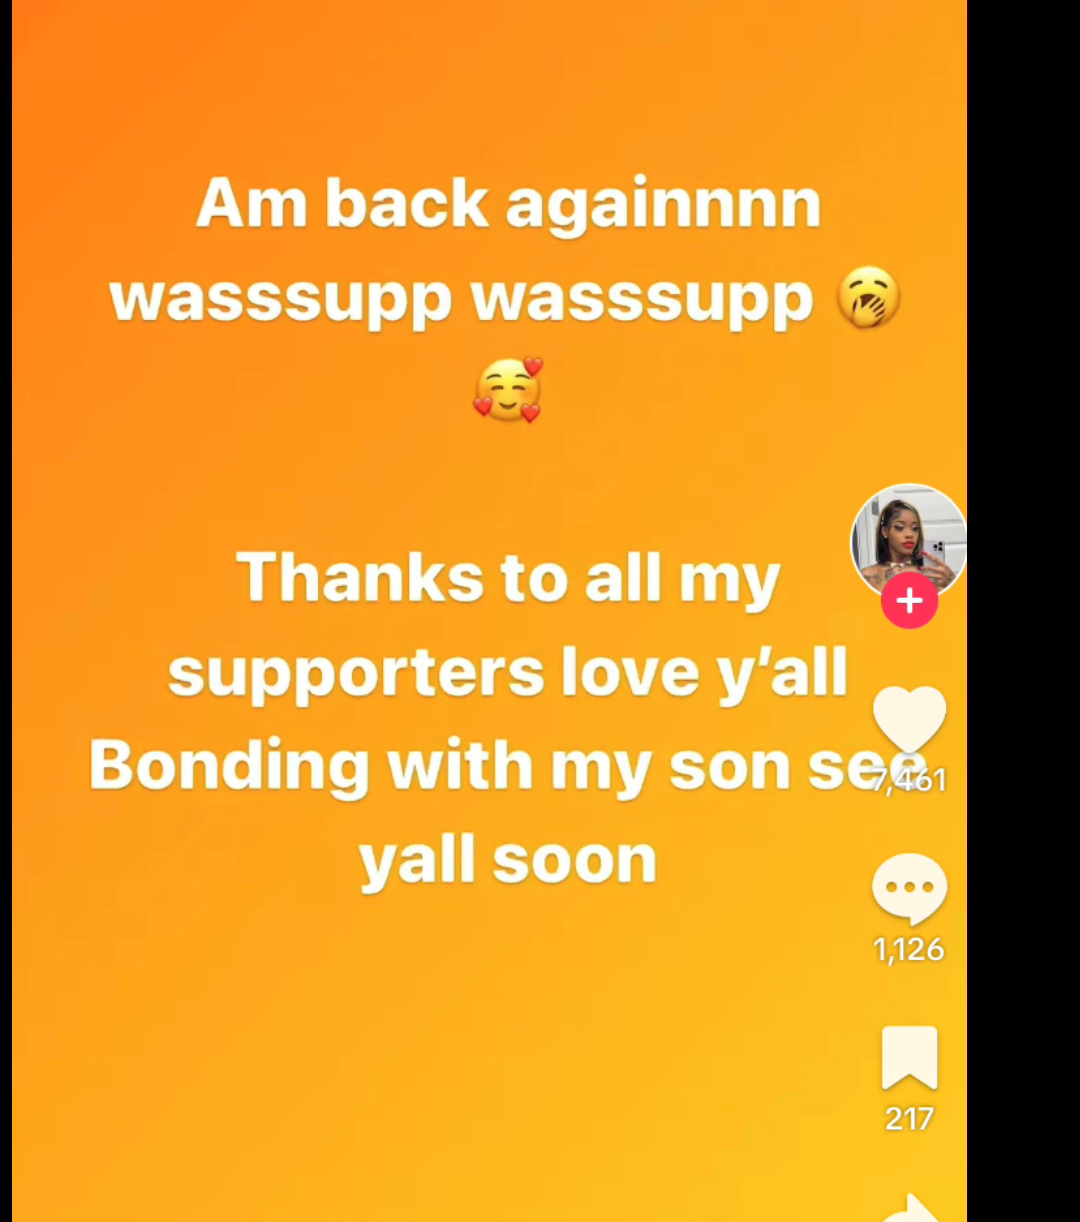 Am back againnnn
wasssupp wasssupp 🥱
🥰
Thanks to all my
supporters love y’all
Bonding with my son see
yall soon
7,461
1,126
217